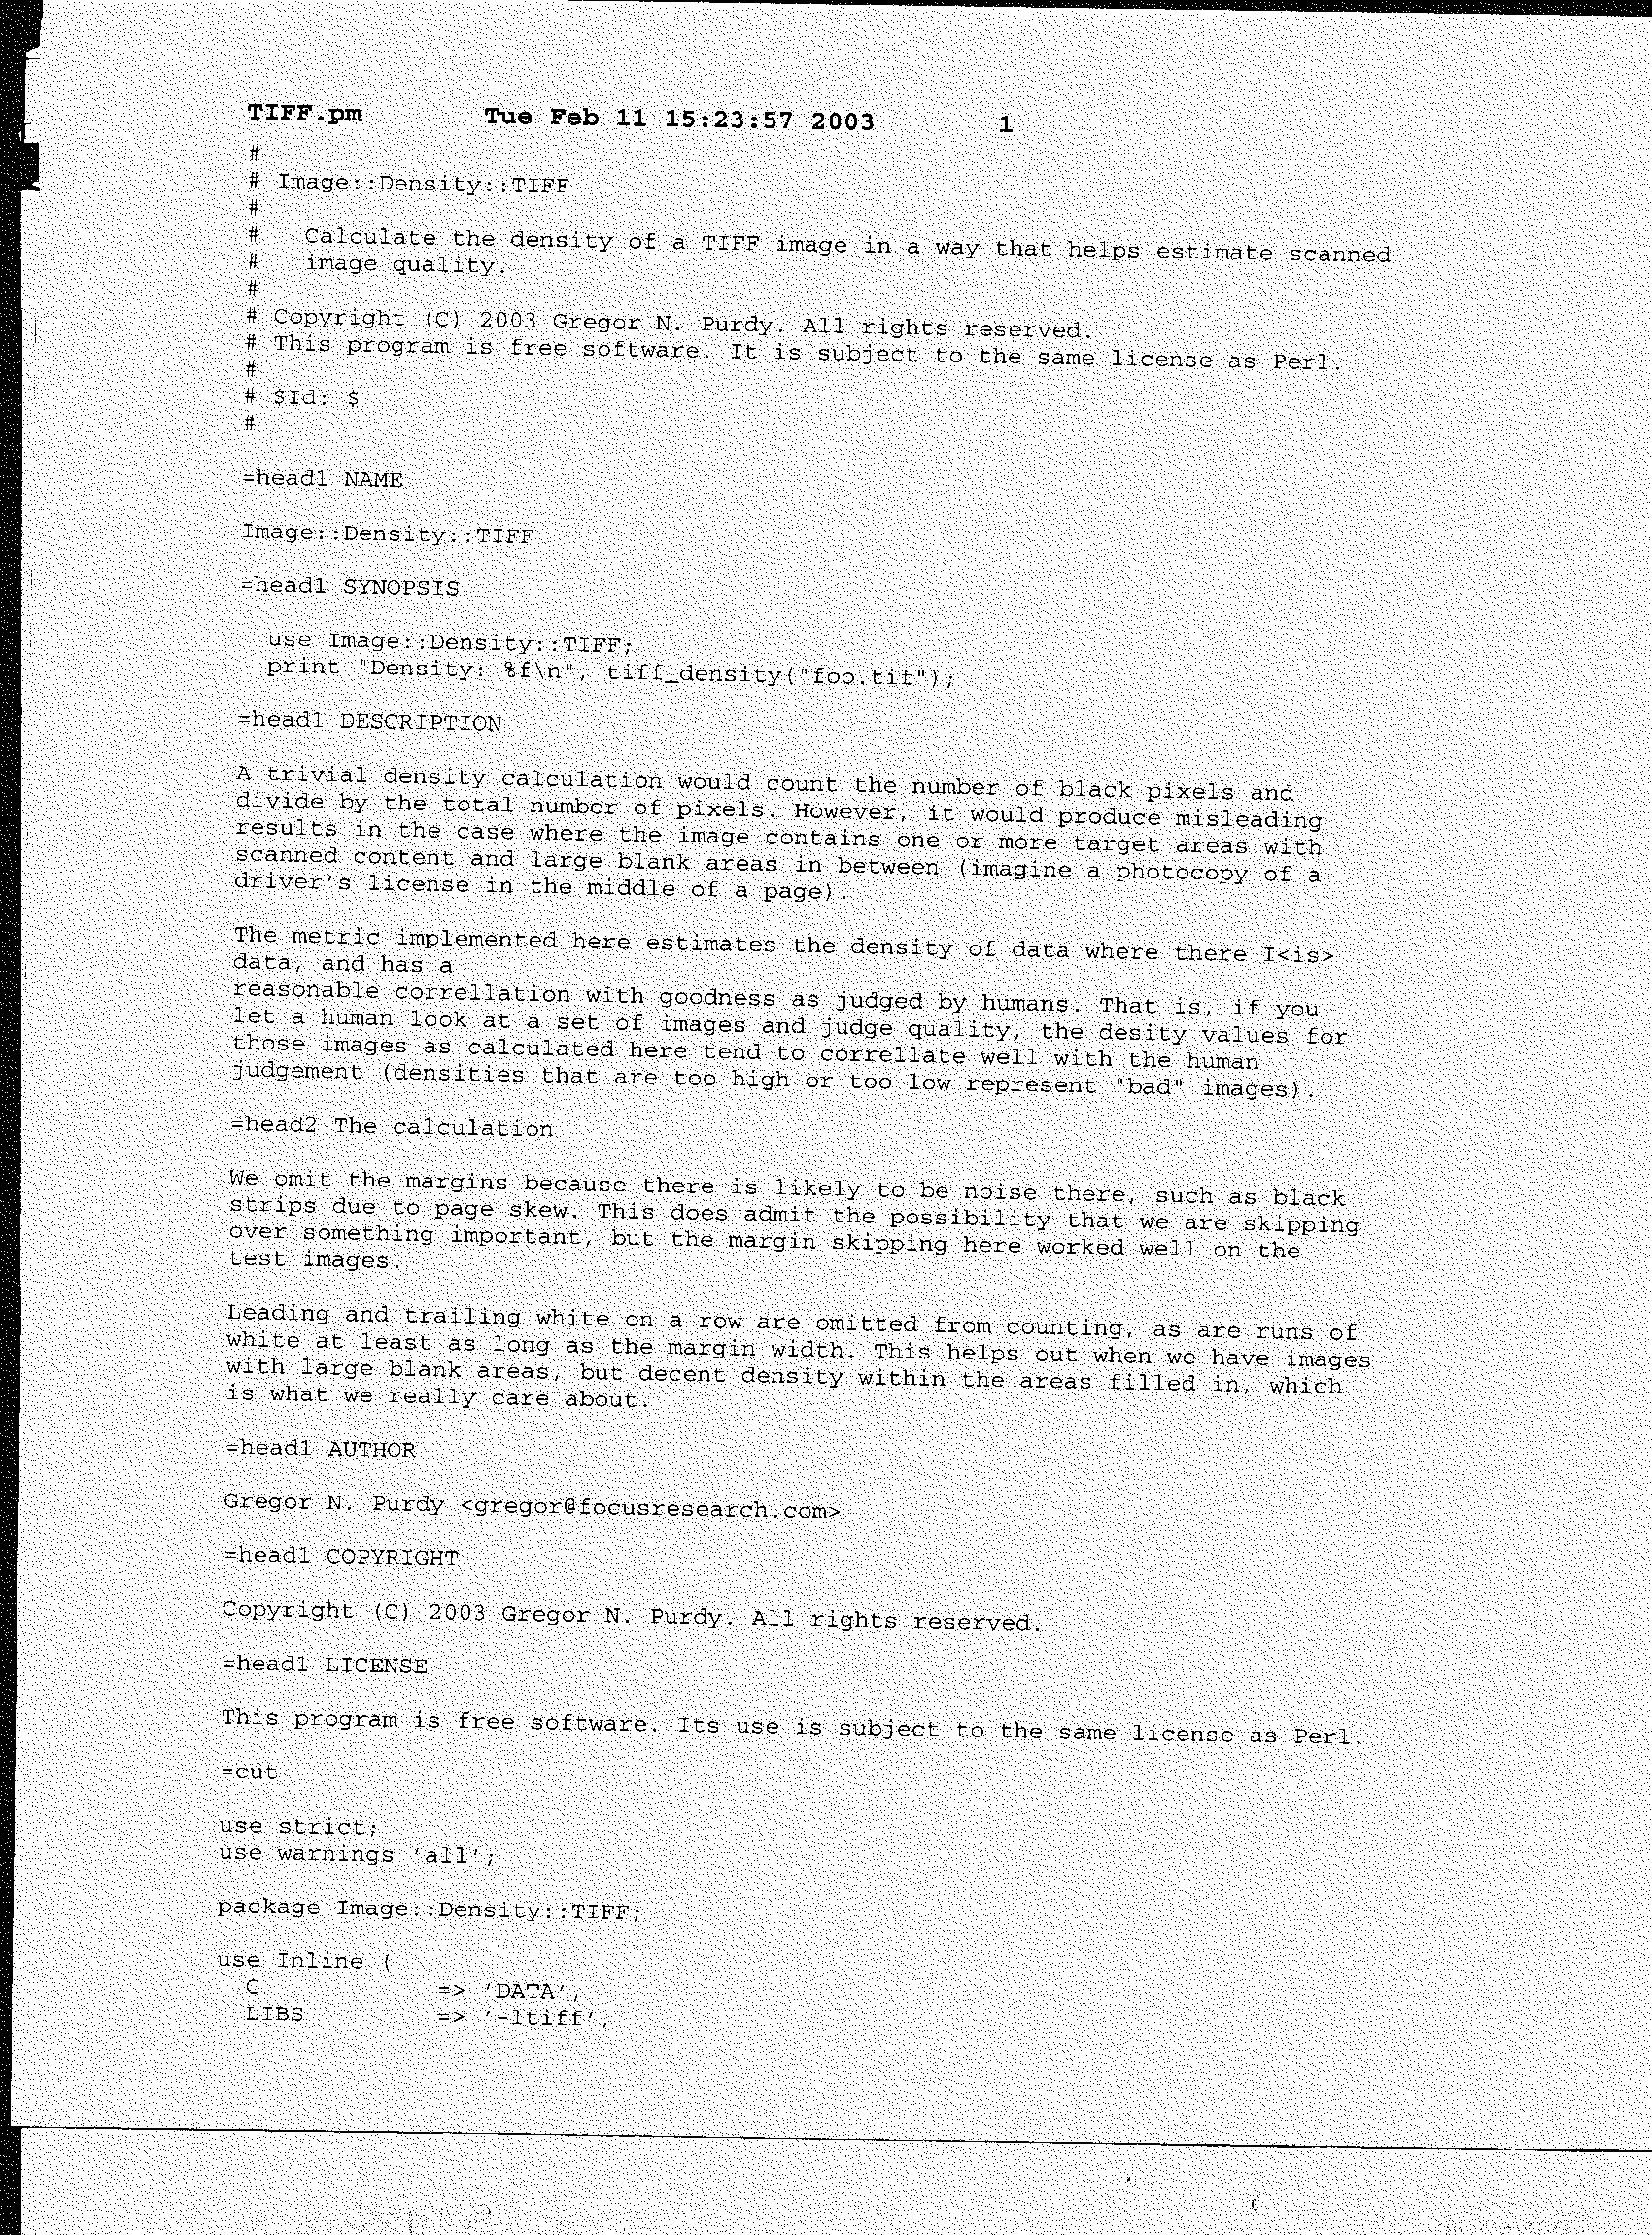 TIFF.pm Tue Feb 11 15:23:57 2003 1
#
# Image::Density::TIFF
#
#   Calculate the density of a TIFF image in a way that helps estimate scanned
#   image quality.
#
# Copyright (C) 2003 Gregor N. Purdy. All rights reserved.
# This program is free software. It is subject to the same license as Perl.
#
# $Id: $
#
=head1 NAME
Image::Density::TIFF
=head1 SYNOPSIS
  use Image::Density::TIFF;
  print "Density: %f\n", tiff_density("foo.tif");
=head1 DESCRIPTION
A trivial density calculation would count the number of black pixels and
divide by the total number of pixels. However, it would produce misleading
results in the case where the image contains one or more target areas with
scanned content and large blank areas in between (imagine a photocopy of a
driver's license in the middle of a page).
The metric implemented here estimates the density of data where there I<is>
data, and has a
reasonable correllation with goodness as judged by humans. That is, if you
let a human look at a set of images and judge quality, the desity values for
those images as calculated here tend to correllate well with the human
judgement (densities that are too high or too low represent "bad" images).
=head2 The calculation
We omit the margins because there is likely to be noise there, such as black
strips due to page skew. This does admit the possibility that we are skipping
over something important, but the margin skipping here worked well on the
test images.
Leading and trailing white on a row are omitted from counting, as are runs of
white at least as long as the margin width. This helps out when we have images
with large blank areas, but decent density within the areas filled in, which
is what we really care about.
=head1 AUTHOR
Gregor N. Purdy <gregor@focusresearch.com>
=head1 COPYRIGHT
Copyright (C) 2003 Gregor N. Purdy. All rights reserved.
=head1 LICENSE
This program is free software. Its use is subject to the same license as Perl.
=cut
use strict;
use warnings 'all';
package Image::Density::TIFF;
use Inline (
  C            => 'DATA',
  LIBS         => '-ltiff',